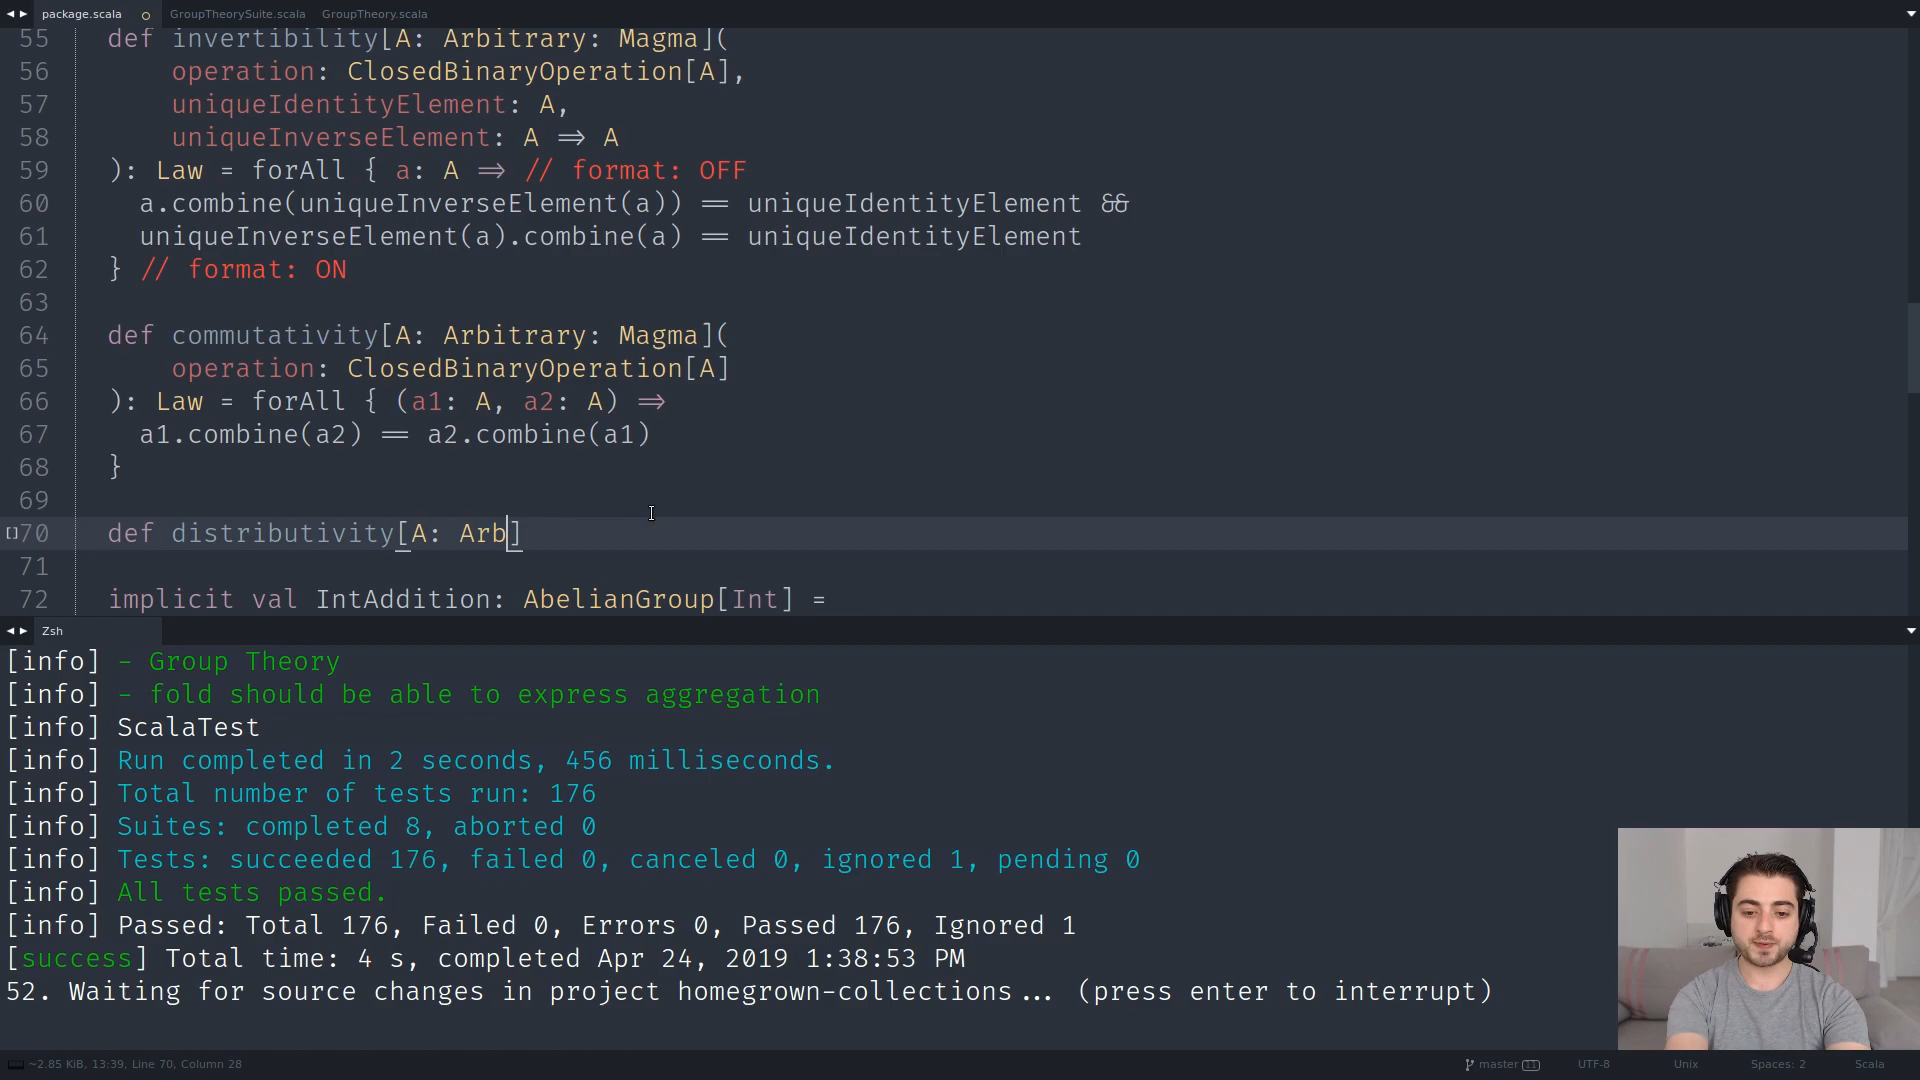 package.scala GroupTheorySuite.scala GroupTheory.scala
55 def invertibility[A: Arbitrary: Magma](
56 operation: ClosedBinaryOperation[A],
57 uniqueIdentityElement: A,
58 uniqueInverseElement: A => A
59 ): Law = forAll { a: A => // format: OFF
60 a.combine(uniqueInverseElement(a)) == uniqueIdentityElement &&
61 uniqueInverseElement(a).combine(a) == uniqueIdentityElement
62 } // format: ON
63
64 def commutativity[A: Arbitrary: Magma](
65 operation: ClosedBinaryOperation[A]
66 ): Law = forAll { (a1: A, a2: A) =>
67 a1.combine(a2) == a2.combine(a1)
68 }
69
[]70 def distributivity[A: Arb]
71
72 implicit val IntAddition: AbelianGroup[Int] =
Zsh
[info] - Group Theory
[info] - fold should be able to express aggregation
[info] ScalaTest
[info] Run completed in 2 seconds, 456 milliseconds.
[info] Total number of tests run: 176
[info] Suites: completed 8, aborted 0
[info] Tests: succeeded 176, failed 0, canceled 0, ignored 1, pending 0
[info] All tests passed.
[info] Passed: Total 176, Failed 0, Errors 0, Passed 176, Ignored 1
[success] Total time: 4 s, completed Apr 24, 2019 1:38:53 PM
52. Waiting for source changes in project homegrown-collections... (press enter to interrupt)
~2.85 KiB, 13:39, Line 70, Column 28 master 11 UTF-8 Unix Spaces: 2 Scala